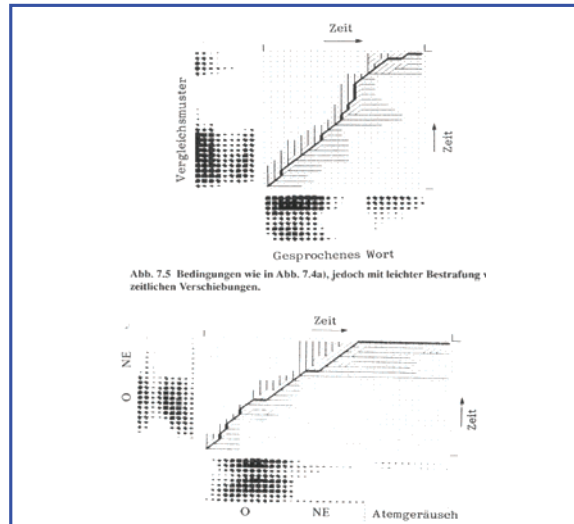 Zeit
Vergleichsmuster
Zeit
Gesprochenes Wort
Abb. 7.5 Bedingungen wie in Abb. 7.4a), jedoch mit leichter Bestrafung
zeitlichen Verschiebungen.
Zeit
O NE
Zeit
O NE Atemgeräusch